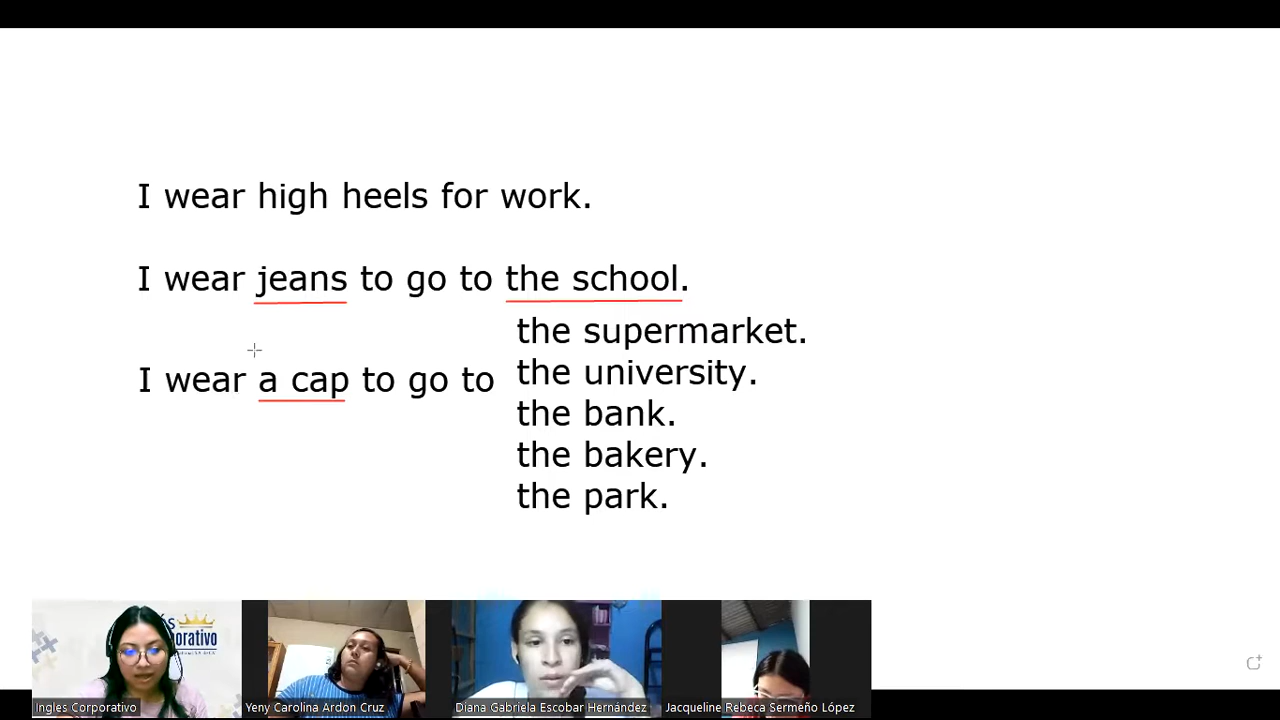 I wear high heels for work.
I wear jeans to go to the school.
the supermarket.
I wear a cap to go to
the university.
the bank.
the bakery.
the park.
Ingles Corporativo
Yeny Carolina Ardon Cruz
Diana Gabriela Escobar Hernández
Jacqueline Rebeca Sermeño López